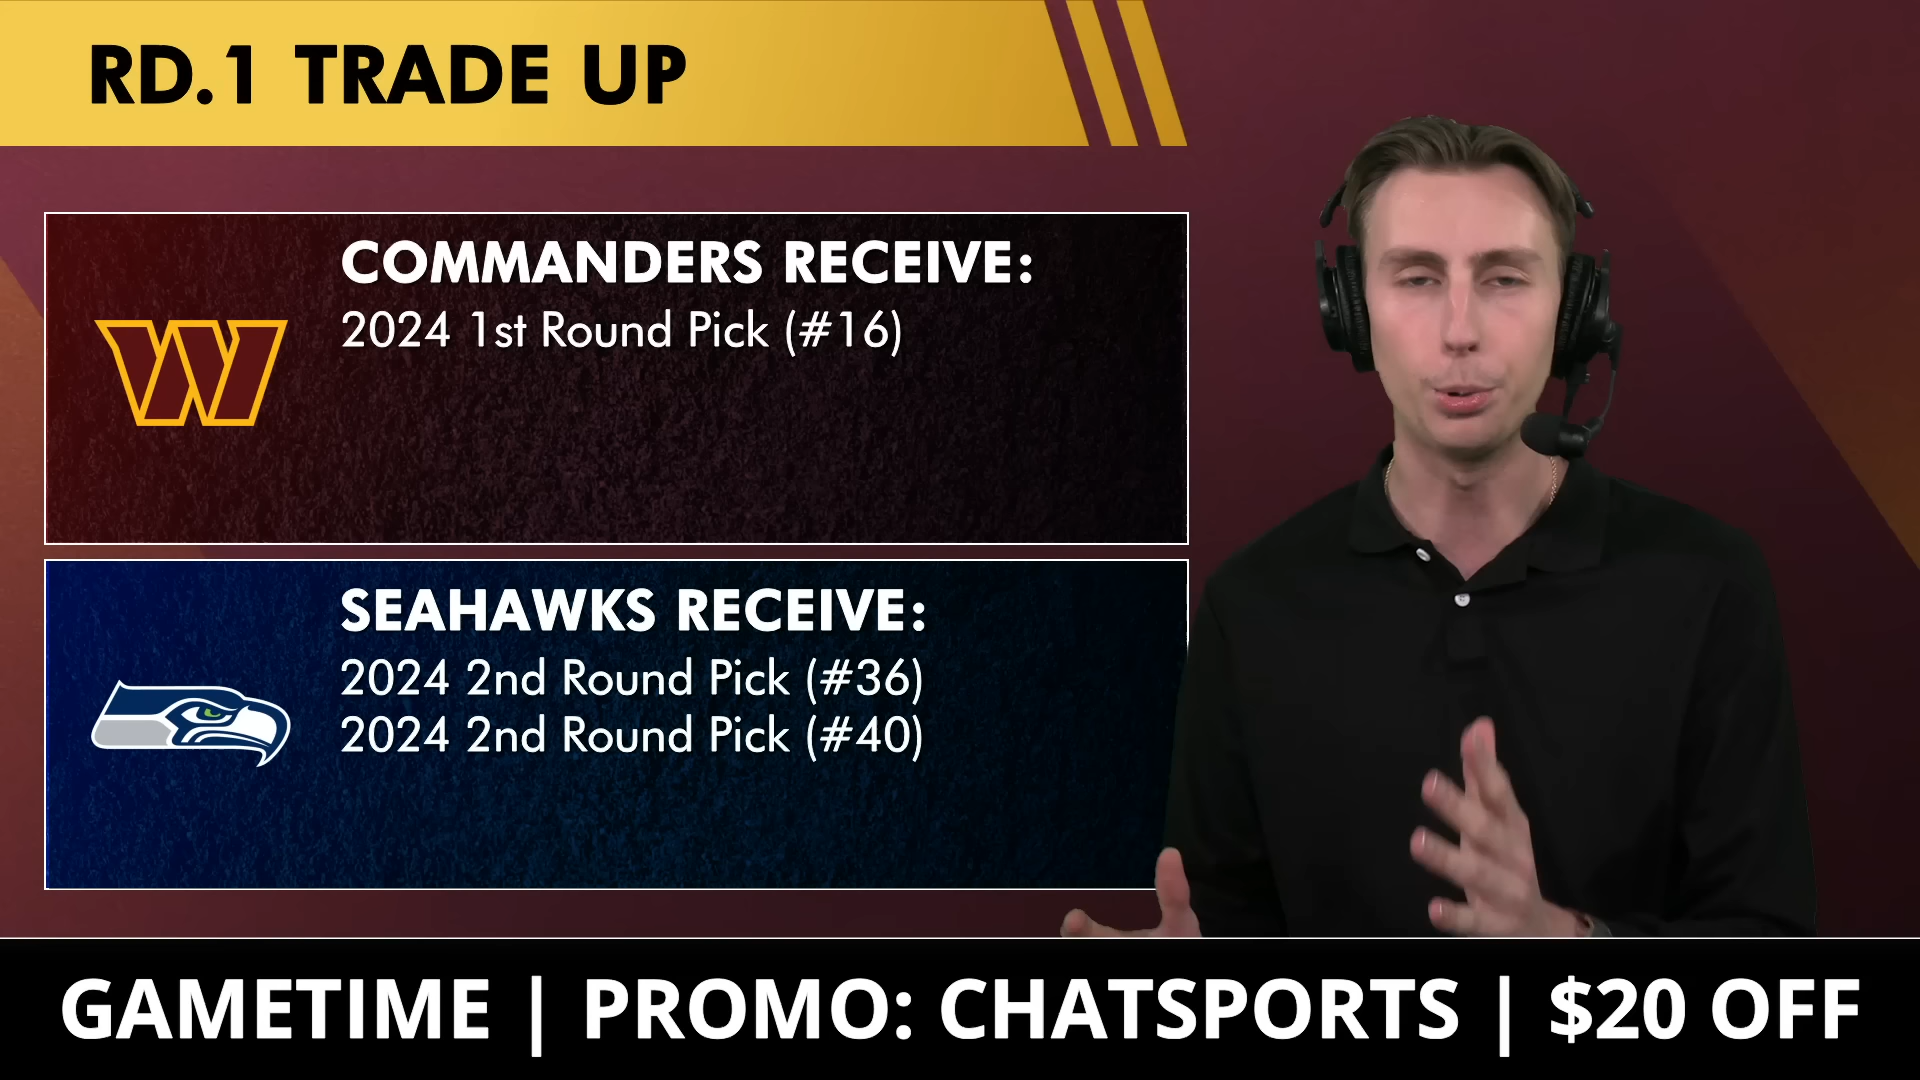 RD.1 TRADE UP
COMMANDERS RECEIVE:
2024 1st Round Pick (#16)
SEAHAWKS RECEIVE:
2024 2nd Round Pick (#36)
2024 2nd Round Pick (#40)
GAMETIME | PROMO: CHATSPORTS | $20 OFF